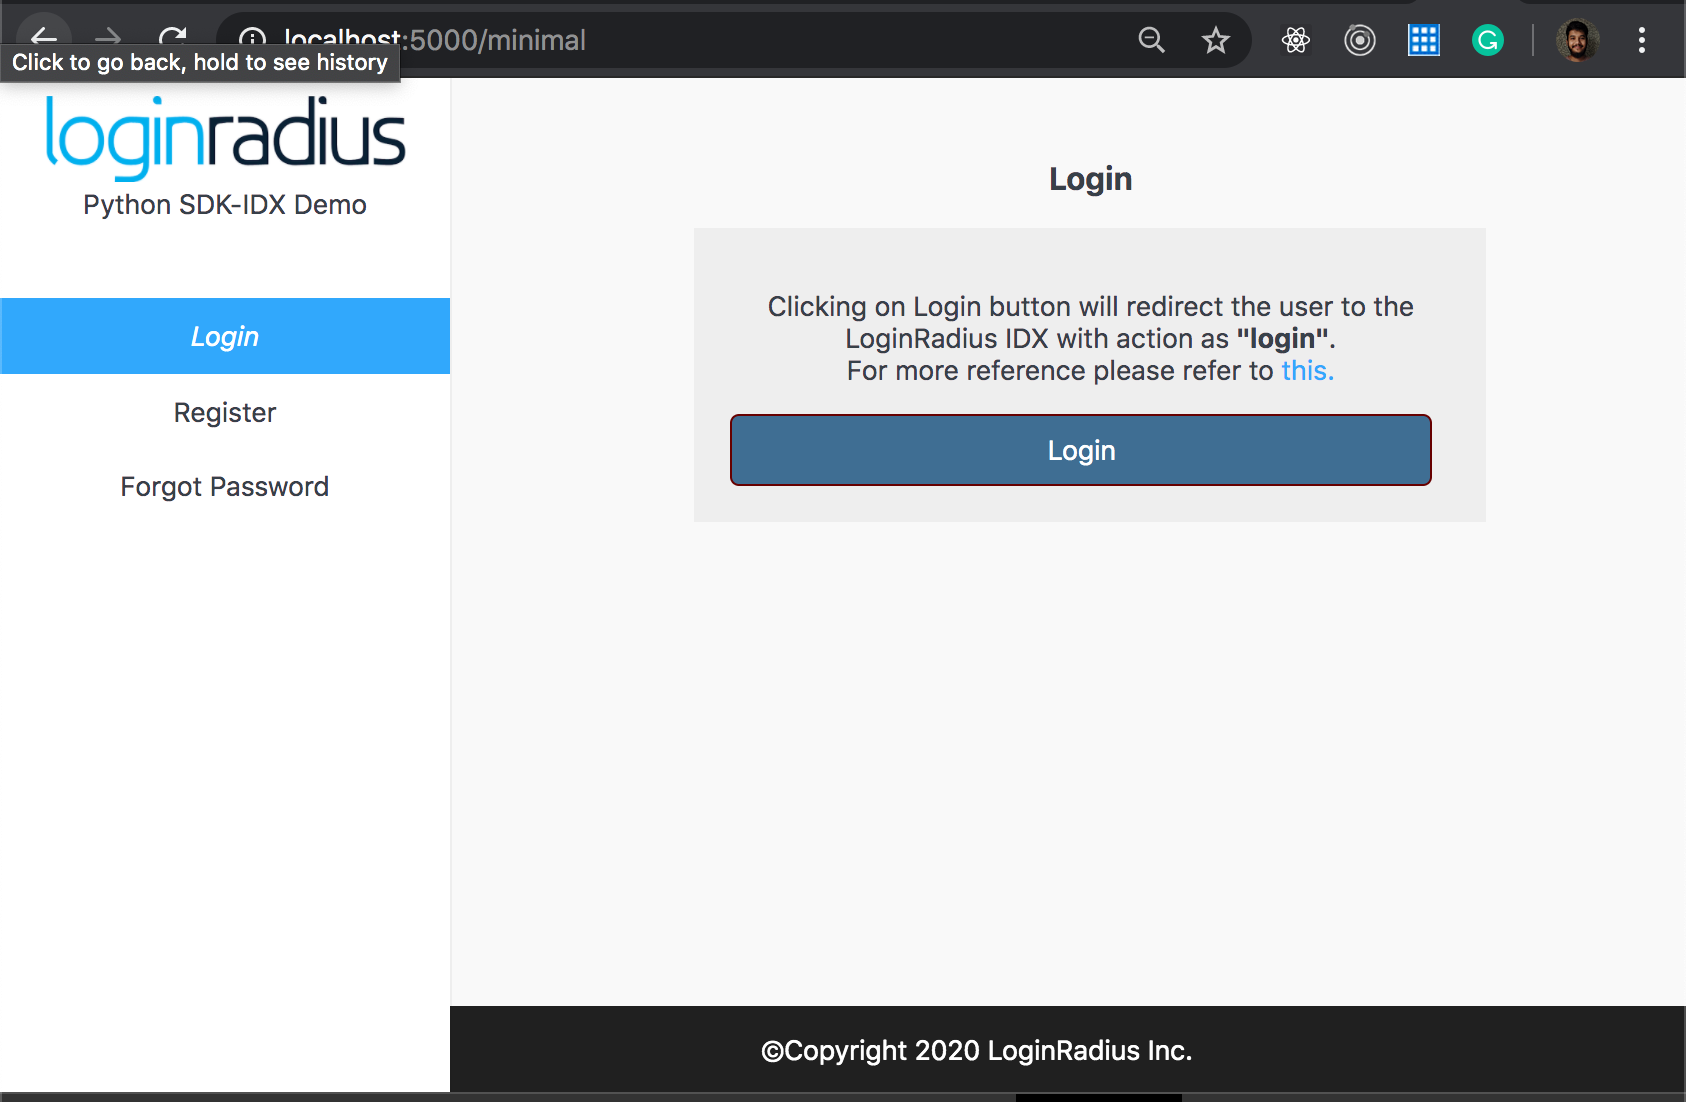 localhost:5000/minimal
Click to go back, hold to see history
loginradius
Python SDK-IDX Demo
Login
Register
Forgot Password
Login
Clicking on Login button will redirect the user to the
LoginRadius IDX with action as "login".
For more reference please refer to this.
Login
©Copyright 2020 LoginRadius Inc.